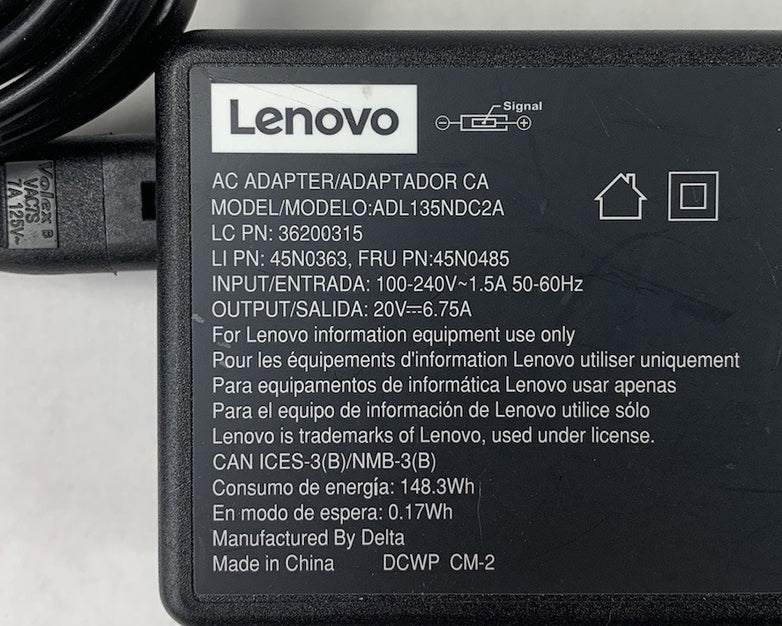 Lenovo
Signal
AC ADAPTER/ADAPTADOR CA
MODEL/MODELO:ADL135NDC2A
LC PN: 36200315
LI PN: 45N0363, FRU PN:45N0485
INPUT/ENTRADA: 100-240V~1.5A 50-60Hz
OUTPUT/SALIDA: 20V⎓6.75A
For Lenovo information equipment use only
Pour les équipements d'information Lenovo utiliser uniquement
Para equipamentos de informática Lenovo usar apenas
Para el equipo de información de Lenovo utilice sólo
Lenovo is trademarks of Lenovo, used under license.
CAN ICES-3(B)/NMB-3(B)
Consumo de energía: 148.3Wh
En modo de espera: 0.17Wh
Manufactured By Delta
Made in China DCWP CM-2
Volex
VAC7S
7A 125V~